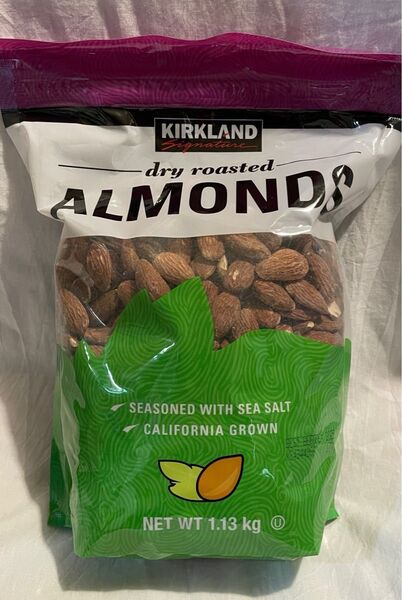 KIRKLAND
Signature
dry roasted
ALMONDS
SEASONED WITH SEA SALT
CALIFORNIA GROWN
NET WT 1.13 kg U